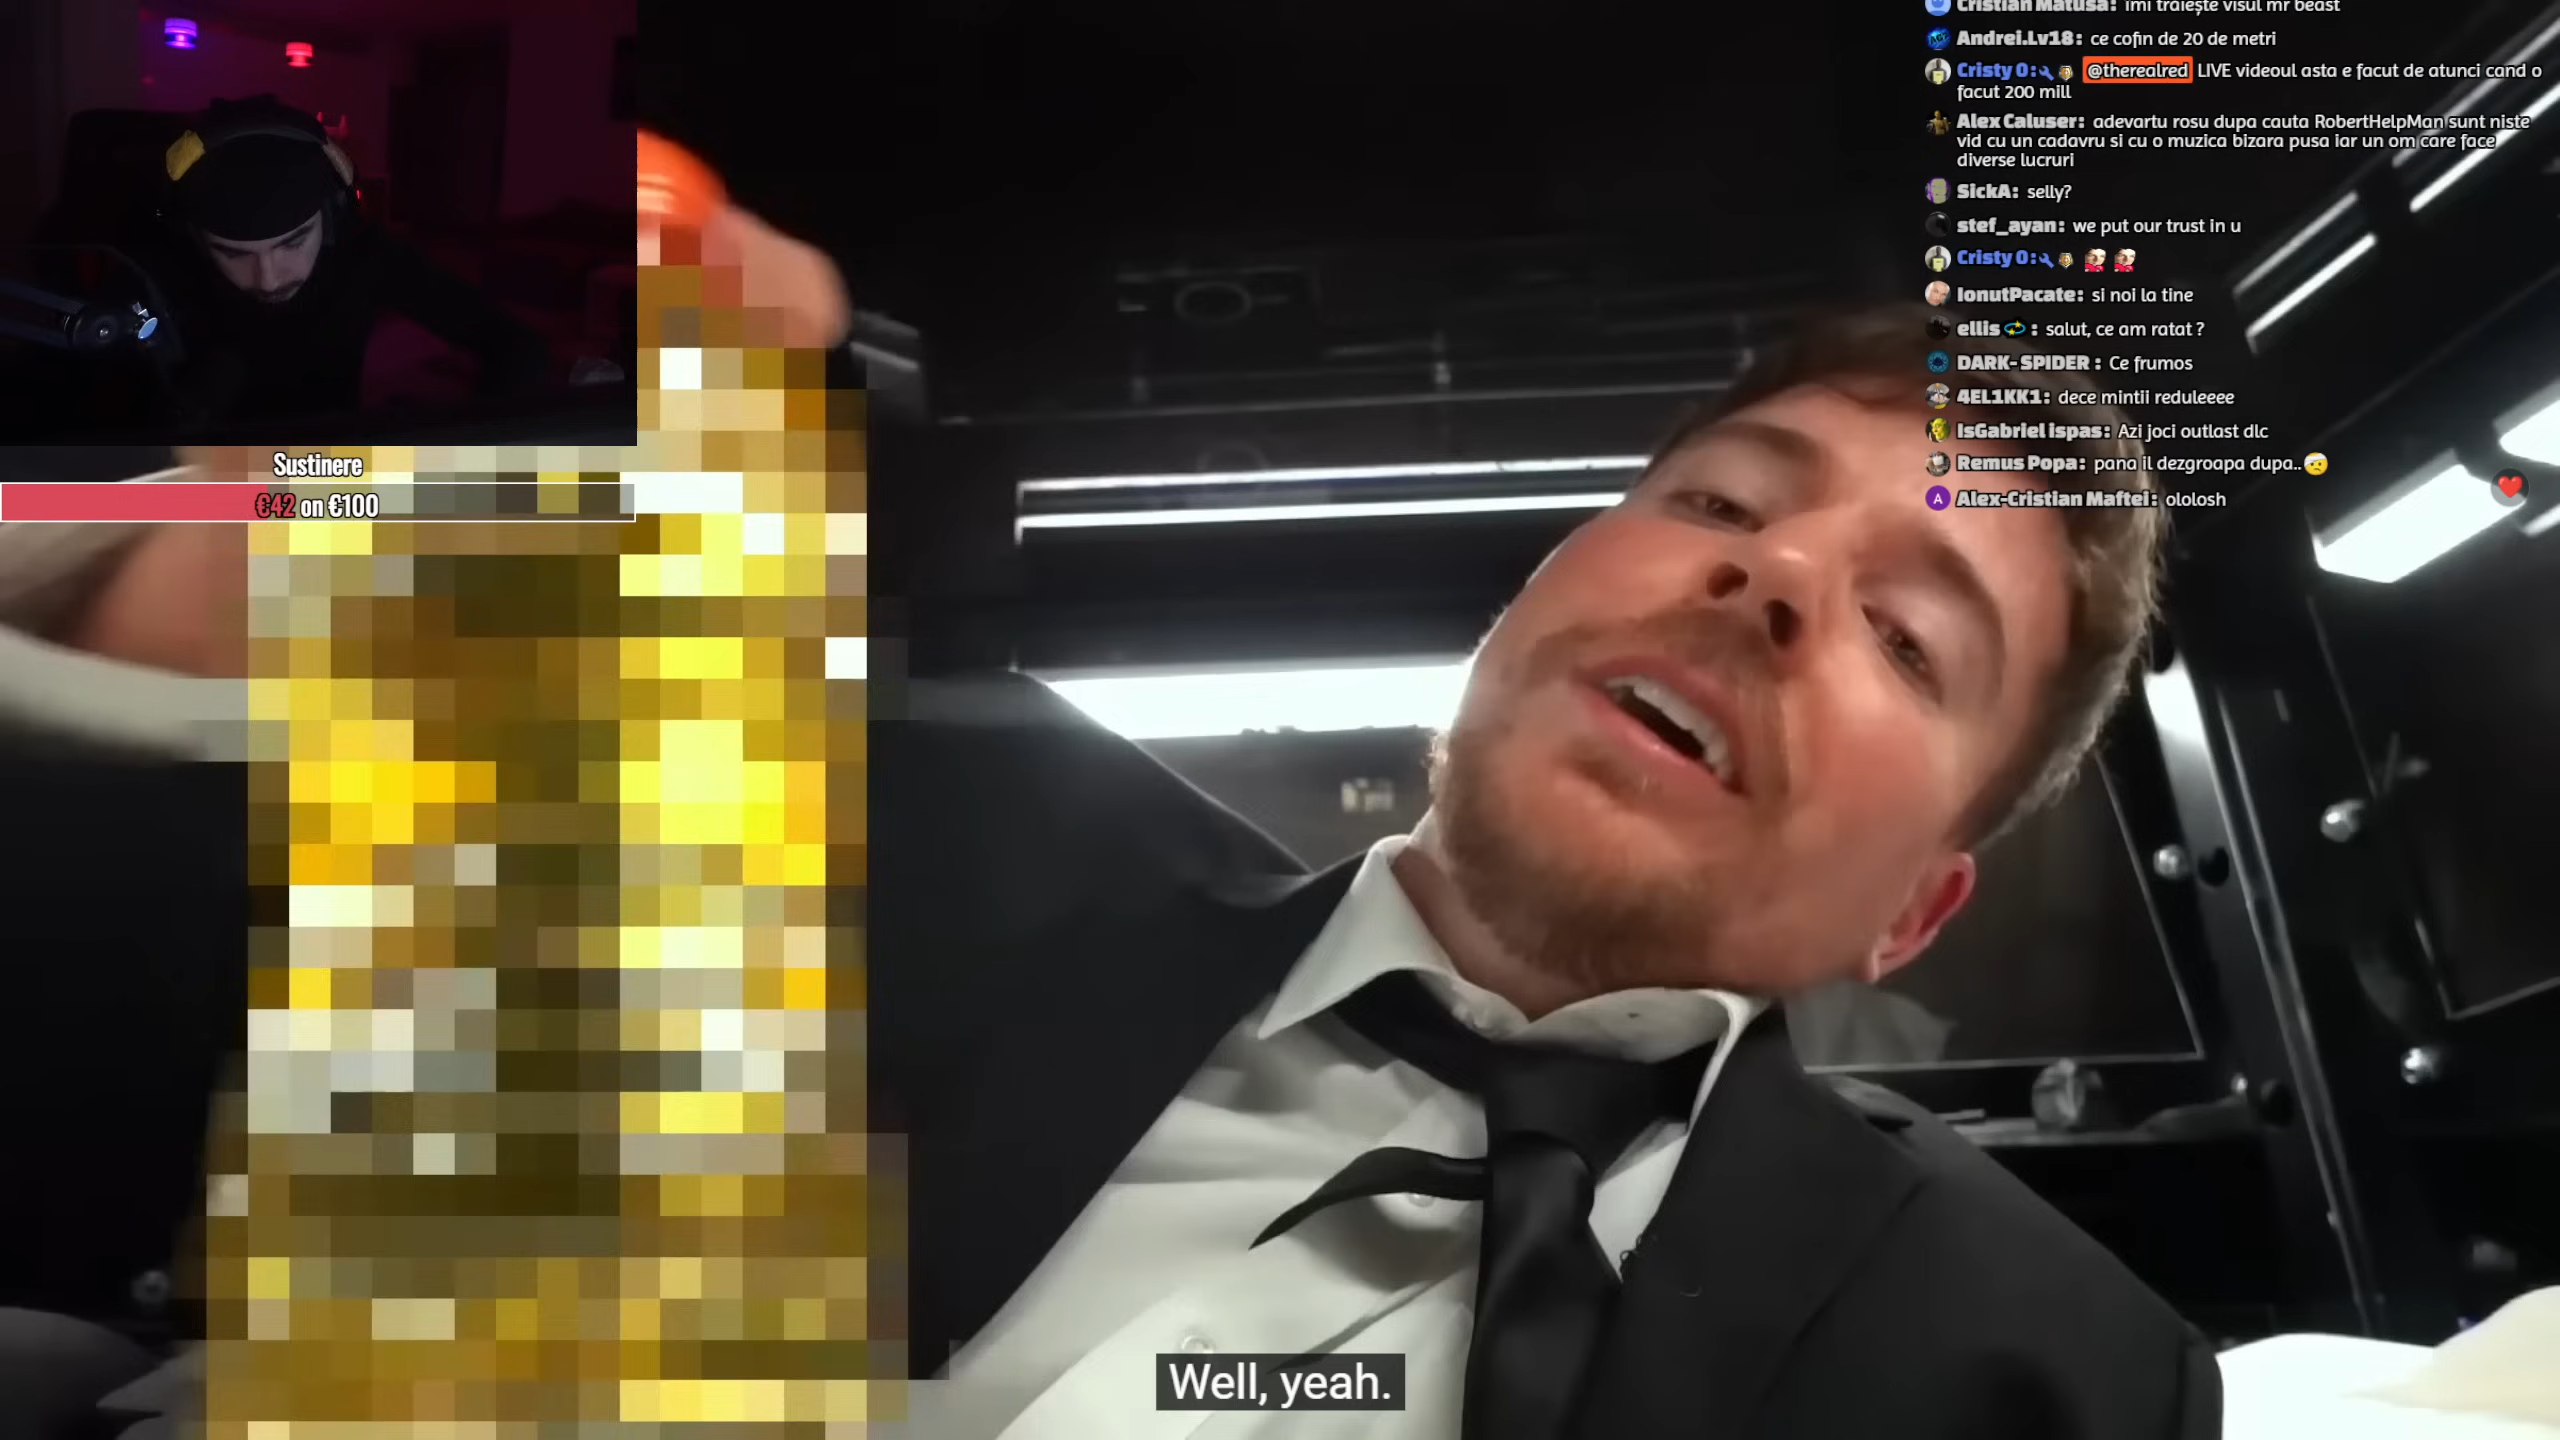 Cristian Matusa: îmi trăiește visul mr beast
Andrei.Lv18: ce cofin de 20 de metri
Cristy O: @therealred LIVE videoul asta e facut de atunci cand o
facut 200 mill
Alex Caluser: adevartu rosu dupa cauta RobertHelpMan sunt niste
vid cu un cadavru si cu o muzica bizara pusa iar un om care face
diverse lucruri
SickA: selly?
stef_ayan: we put our trust in u
Cristy O:
IonutPacate: si noi la tine
ellis💫 : salut, ce am ratat ?
DARK- SPIDER : Ce frumos
4EL1KK1: dece mintii reduleeee
IsGabriel ispas: Azi joci outlast dlc
Remus Popa: pana il dezgroapa dupa..🤕
A Alex-Cristian Maftei: ololosh
Sustinere
€42 on €100
Well, yeah.